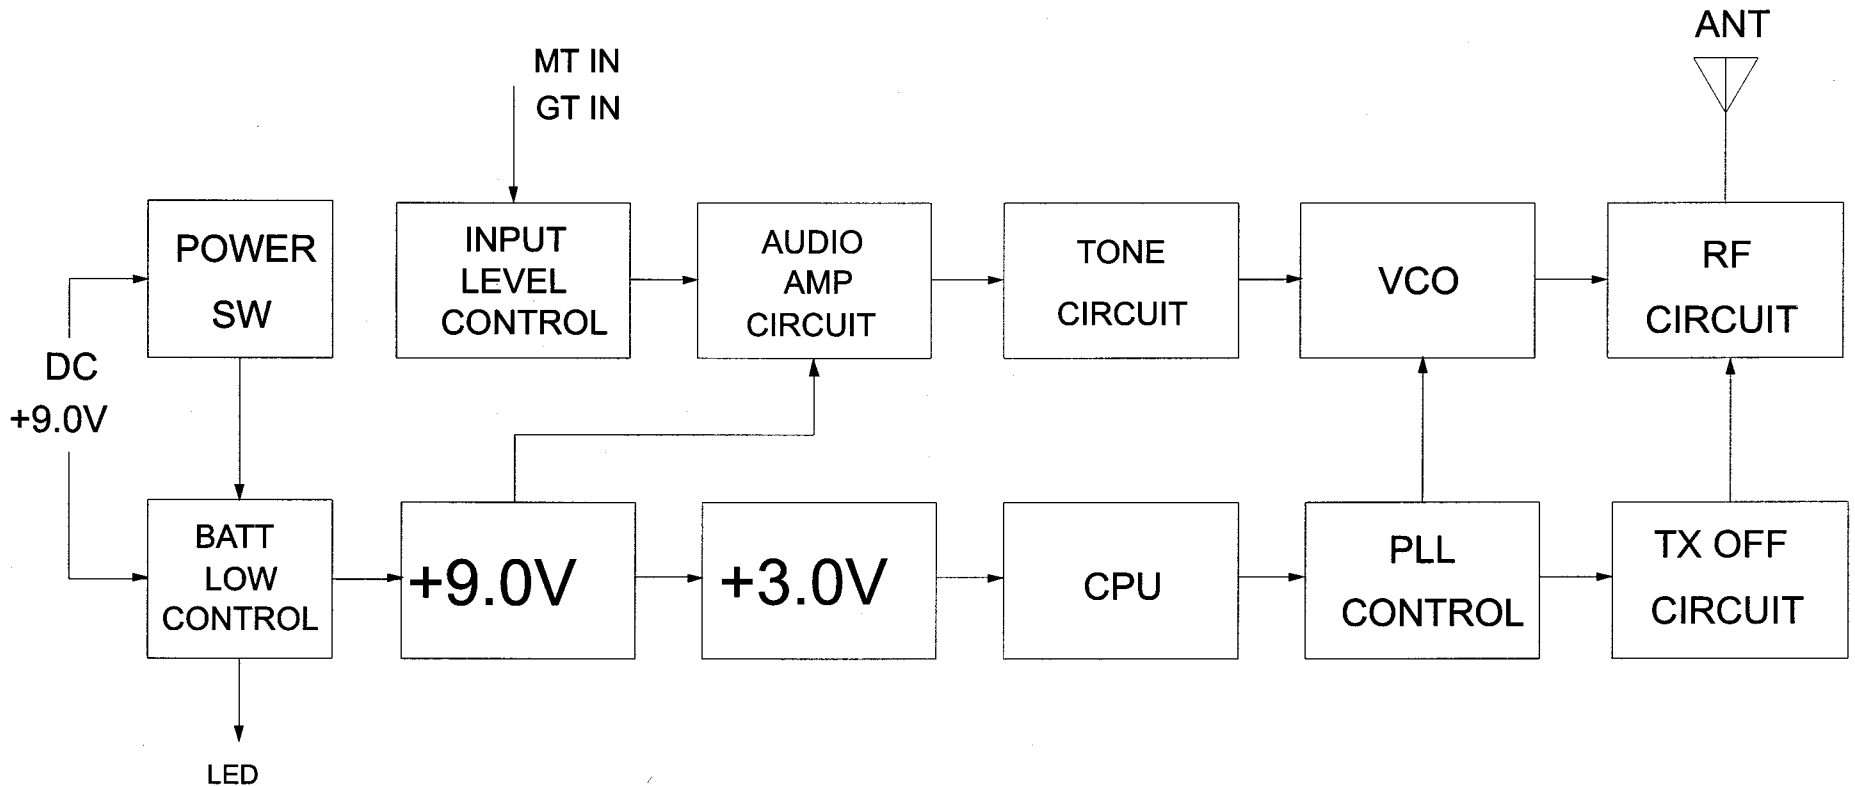 ANT
MT IN
GT IN
POWER
SW
INPUT
LEVEL
CONTROL
AUDIO
AMP
CIRCUIT
TONE
CIRCUIT
VCO
RF
CIRCUIT
DC
+9.0V
BATT
LOW
CONTROL
+9.0V
+3.0V
CPU
PLL
CONTROL
TX OFF
CIRCUIT
LED